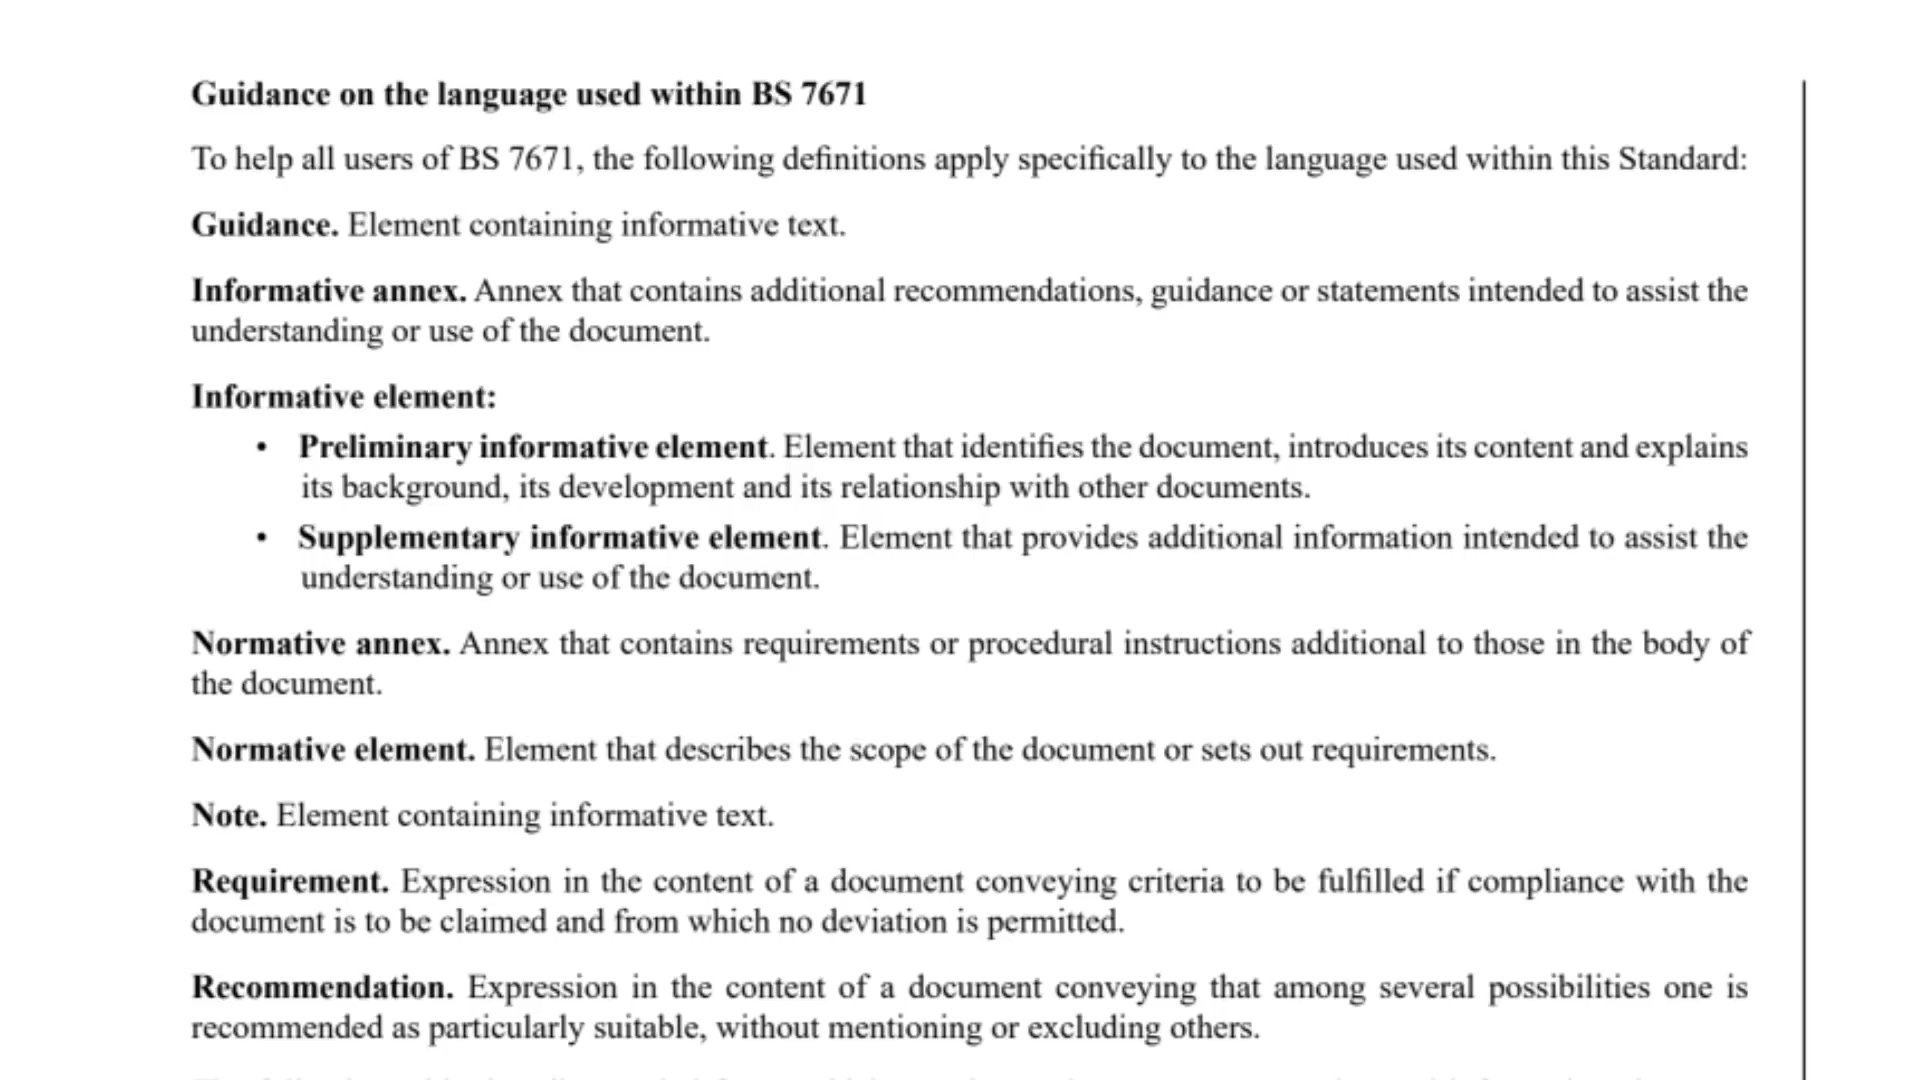 Guidance on the language used within BS 7671
To help all users of BS 7671, the following definitions apply specifically to the language used within this Standard:
Guidance. Element containing informative text.
Informative annex. Annex that contains additional recommendations, guidance or statements intended to assist the
understanding or use of the document.
Informative element:
• Preliminary informative element. Element that identifies the document, introduces its content and explains
its background, its development and its relationship with other documents.
• Supplementary informative element. Element that provides additional information intended to assist the
understanding or use of the document.
Normative annex. Annex that contains requirements or procedural instructions additional to those in the body of
the document.
Normative element. Element that describes the scope of the document or sets out requirements.
Note. Element containing informative text.
Requirement. Expression in the content of a document conveying criteria to be fulfilled if compliance with the
document is to be claimed and from which no deviation is permitted.
Recommendation. Expression in the content of a document conveying that among several possibilities one is
recommended as particularly suitable, without mentioning or excluding others.